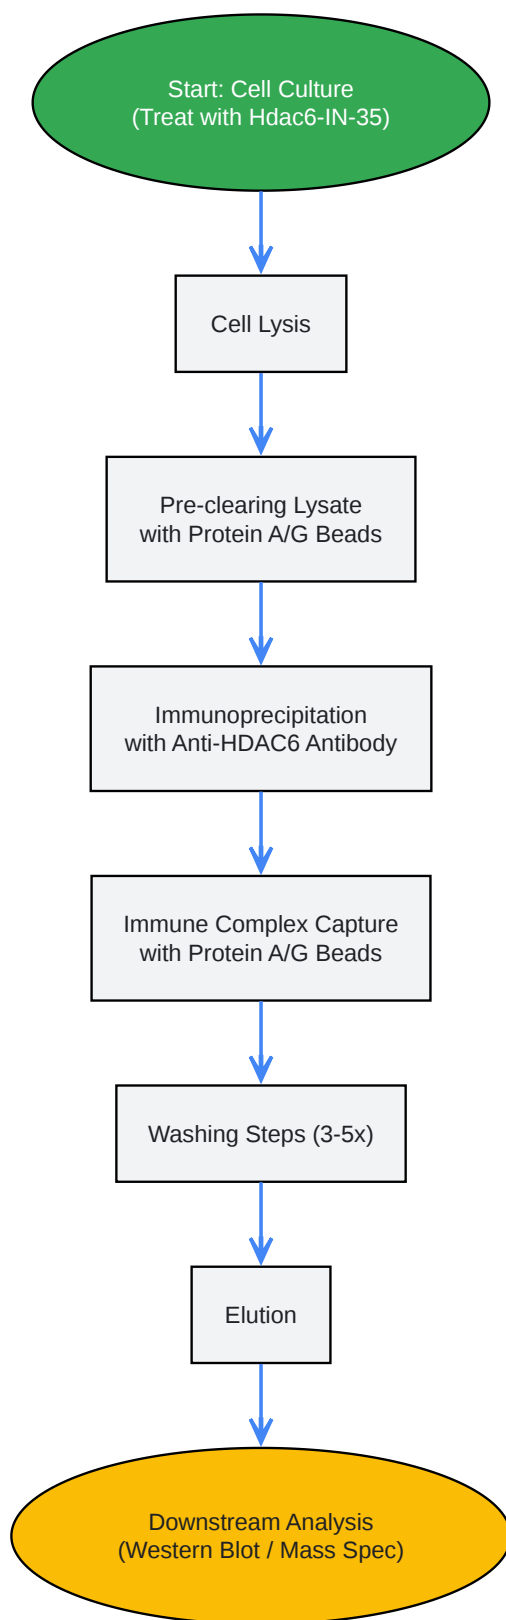 Start: Cell Culture
(Treat with Hdac6-IN-35)
Cell Lysis
Pre-clearing Lysate
with Protein A/G Beads
Immunoprecipitation
with Anti-HDAC6 Antibody
Immune Complex Capture
with Protein A/G Beads
Washing Steps (3-5x)
Elution
Downstream Analysis
(Western Blot / Mass Spec)